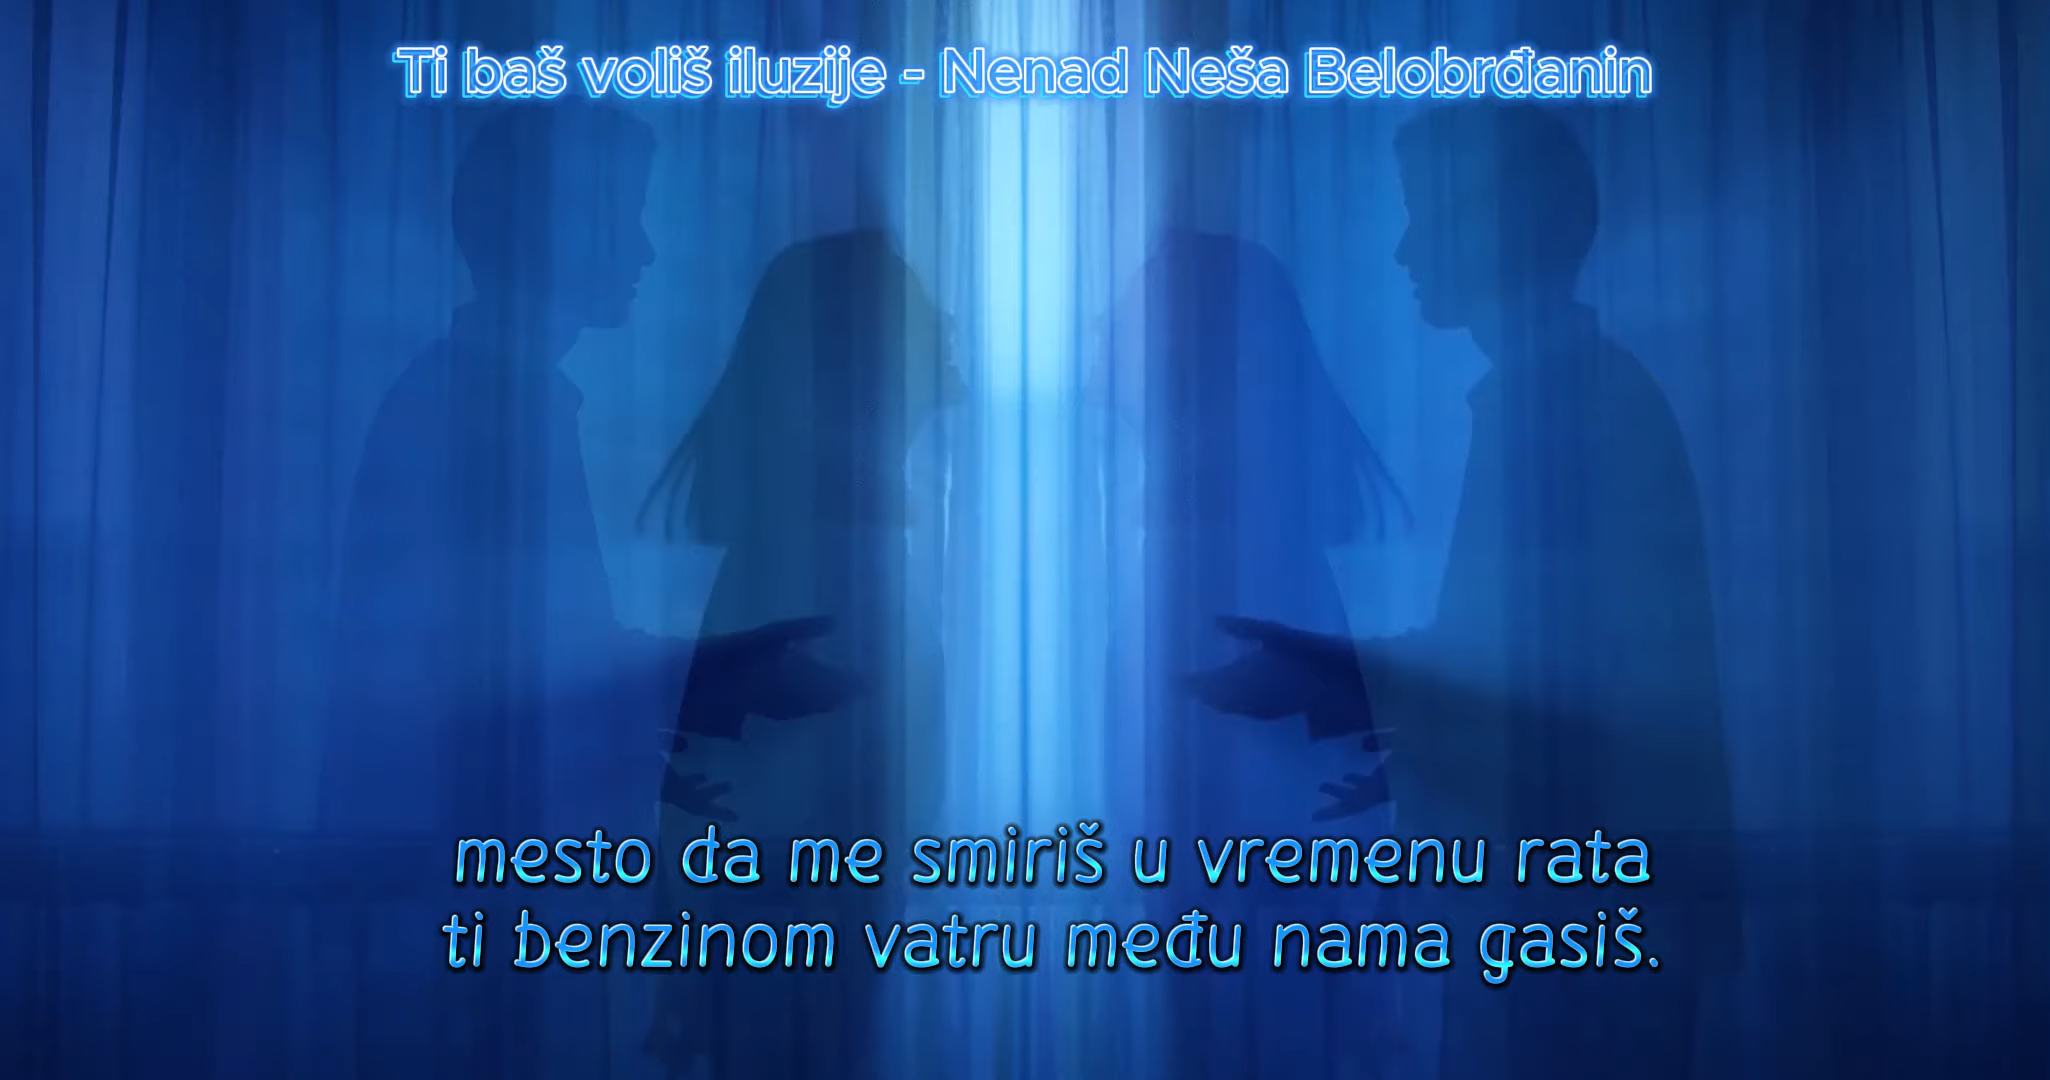 Ti baš voliš iluzije - Nenad Neša Belobrđanin
mesto da me smiriš u vremenu rata
ti benzinom vatru među nama gasiš.